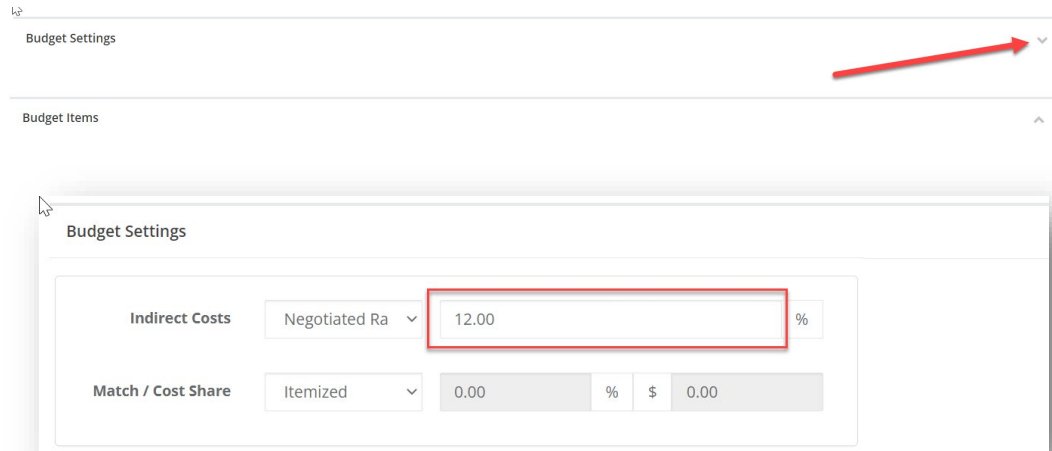 Budget Settings
Budget Items
Budget Settings
Indirect Costs Negotiated Ra 12.00 %
Match / Cost Share Itemized 0.00 % $ 0.00